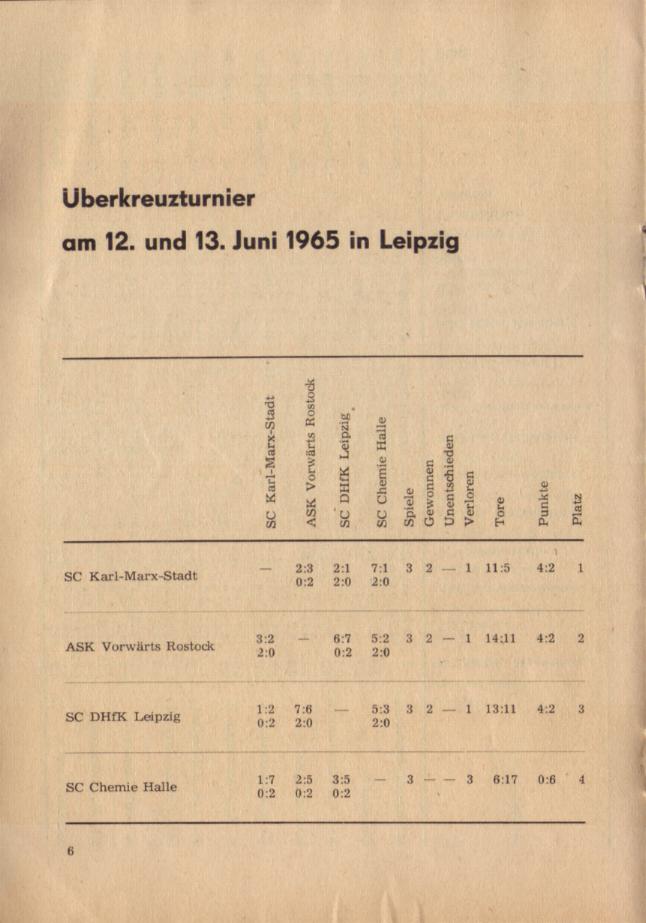 Überkreuzturnier
am 12. und 13. Juni 1965 in Leipzig
SC Karl-Marx-Stadt ASK Vorwärts Rostock SC DHfK Leipzig SC Chemie Halle Spiele Gewonnen Unentschieden Verloren Tore Punkte Platz
SC Karl-Marx-Stadt — 2:3 2:1 7:1 3 2 — 1 11:5 4:2 1
0:2 2:0 2:0
ASK Vorwärts Rostock 3:2 — 6:7 5:2 3 2 — 1 14:11 4:2 2
2:0 0:2 2:0
SC DHfK Leipzig 1:2 7:6 — 5:3 3 2 — 1 13:11 4:2 3
0:2 2:0 2:0
SC Chemie Halle 1:7 2:5 3:5 — 3 — — 3 6:17 0:6 4
0:2 0:2 0:2
6